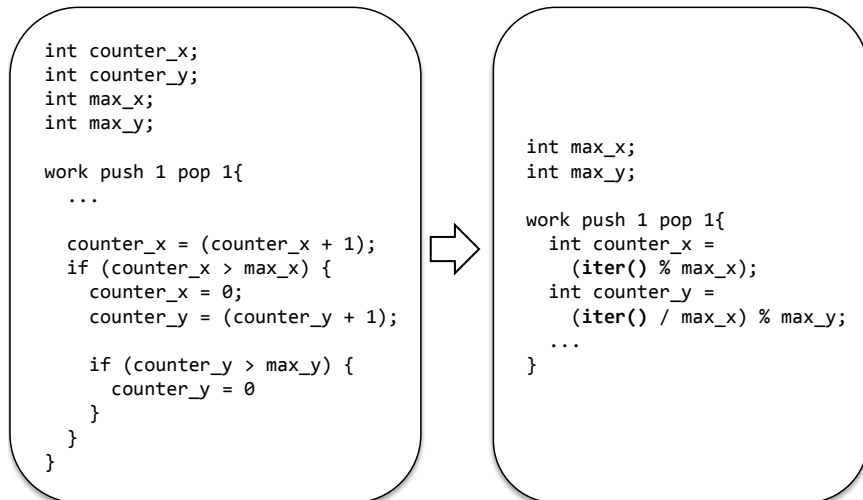 int counter_x;
int counter_y;
int max_x;
int max_y;

work push 1 pop 1{
  ...

  counter_x = (counter_x + 1);
  if (counter_x > max_x) {
    counter_x = 0;
    counter_y = (counter_y + 1);

    if (counter_y > max_y) {
      counter_y = 0
    }
  }
}

int max_x;
int max_y;

work push 1 pop 1{
  int counter_x =
    (iter() % max_x);
  int counter_y =
    (iter() / max_x) % max_y;
  ...
}